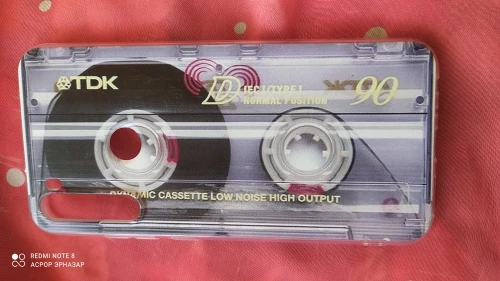 TDK
D IEC I/TYPE I 90
NORMAL POSITION
DYNAMIC CASSETTE LOW NOISE HIGH OUTPUT
REDMI NOTE 8
АСРОР ЭРНАЗАР